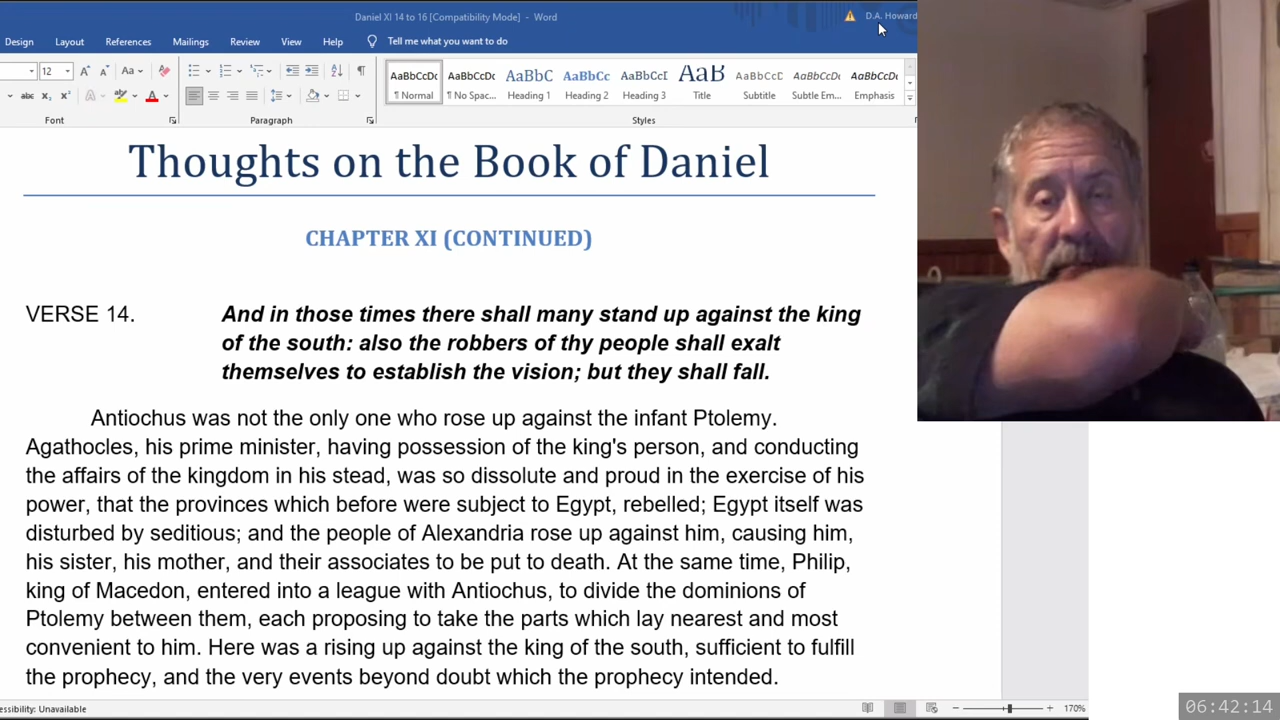 Daniel XI 14 to 16 [Compatibility Mode] - Word
D.A. Howard
Design Layout References Mailings Review View Help Tell me what you want to do
12 Aa
AaBbCcDc AaBbCcDc AaBbC AaBbCc AaBbCcI AaB AaBbCcD AaBbCcDc AaBbCcDc
¶ Normal ¶ No Spac... Heading 1 Heading 2 Heading 3 Title Subtitle Subtle Em... Emphasis
Font Paragraph Styles
Thoughts on the Book of Daniel
CHAPTER XI (CONTINUED)
VERSE 14. And in those times there shall many stand up against the king
of the south: also the robbers of thy people shall exalt
themselves to establish the vision; but they shall fall.
Antiochus was not the only one who rose up against the infant Ptolemy.
Agathocles, his prime minister, having possession of the king's person, and conducting
the affairs of the kingdom in his stead, was so dissolute and proud in the exercise of his
power, that the provinces which before were subject to Egypt, rebelled; Egypt itself was
disturbed by seditious; and the people of Alexandria rose up against him, causing him,
his sister, his mother, and their associates to be put to death. At the same time, Philip,
king of Macedon, entered into a league with Antiochus, to divide the dominions of
Ptolemy between them, each proposing to take the parts which lay nearest and most
convenient to him. Here was a rising up against the king of the south, sufficient to fulfill
the prophecy, and the very events beyond doubt which the prophecy intended.
essibility: Unavailable
170%
06:42:14